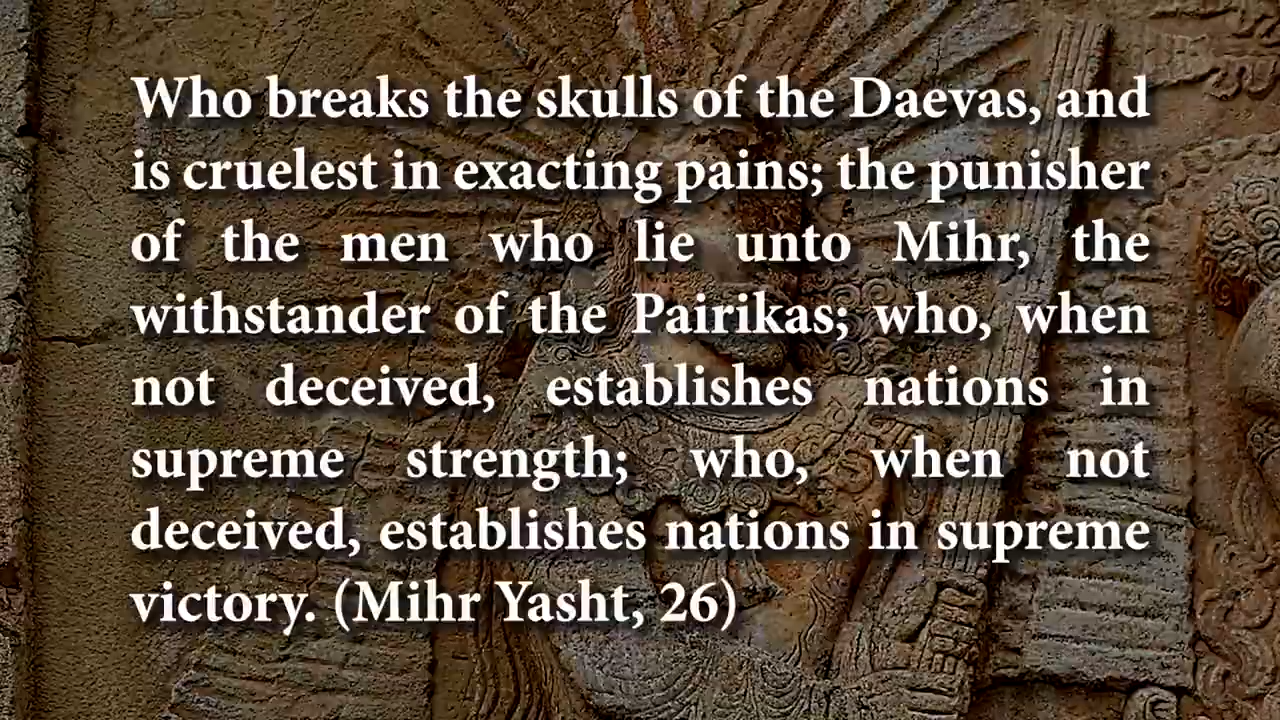 Who breaks the skulls of the Daevas, and
is cruelest in exacting pains; the punisher
of the men who lie unto Mihr, the
withstander of the Pairikas; who, when
not deceived, establishes nations in
supreme strength; who, when not
deceived, establishes nations in supreme
victory. (Mihr Yasht, 26)